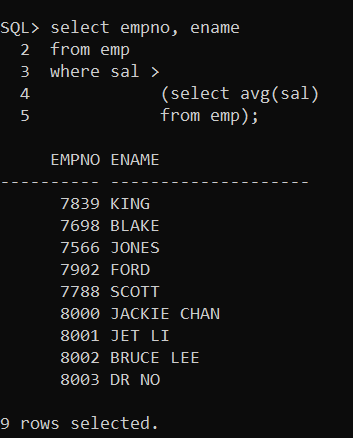 SQL> select empno, ename
  2  from emp
  3  where sal >
  4             (select avg(sal)
  5             from emp);
     EMPNO ENAME
---------- --------------------
      7839 KING
      7698 BLAKE
      7566 JONES
      7902 FORD
      7788 SCOTT
      8000 JACKIE CHAN
      8001 JET LI
      8002 BRUCE LEE
      8003 DR NO
9 rows selected.